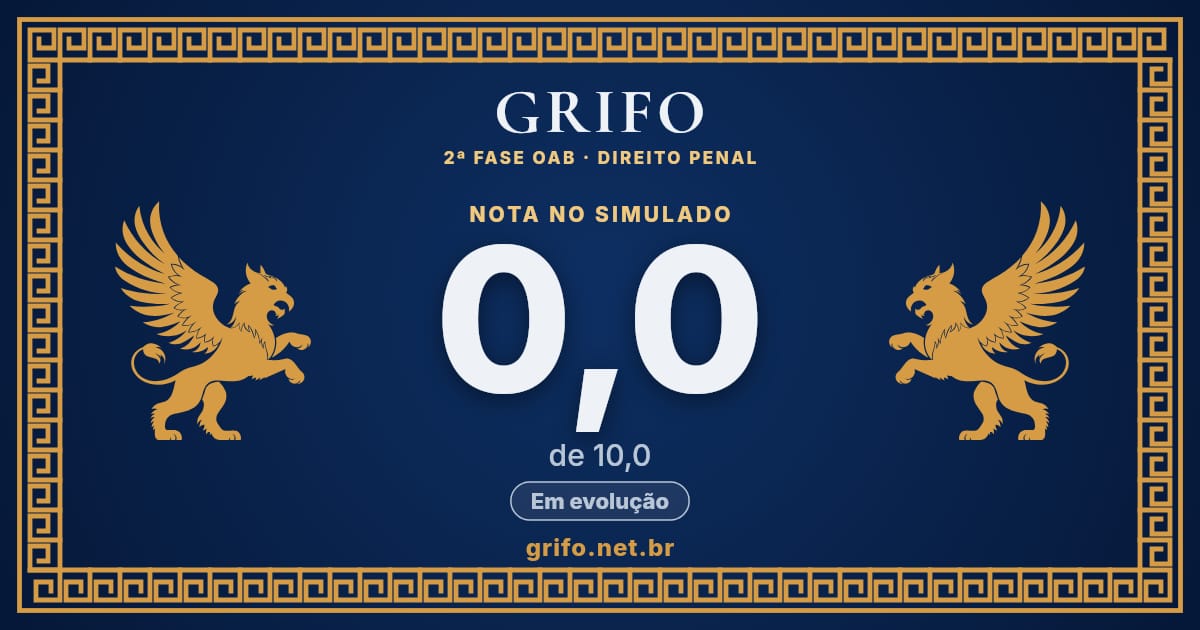 GRIFO
2ª FASE OAB · DIREITO PENAL
NOTA NO SIMULADO
0,0
de 10,0
Em evolução
grifo.net.br